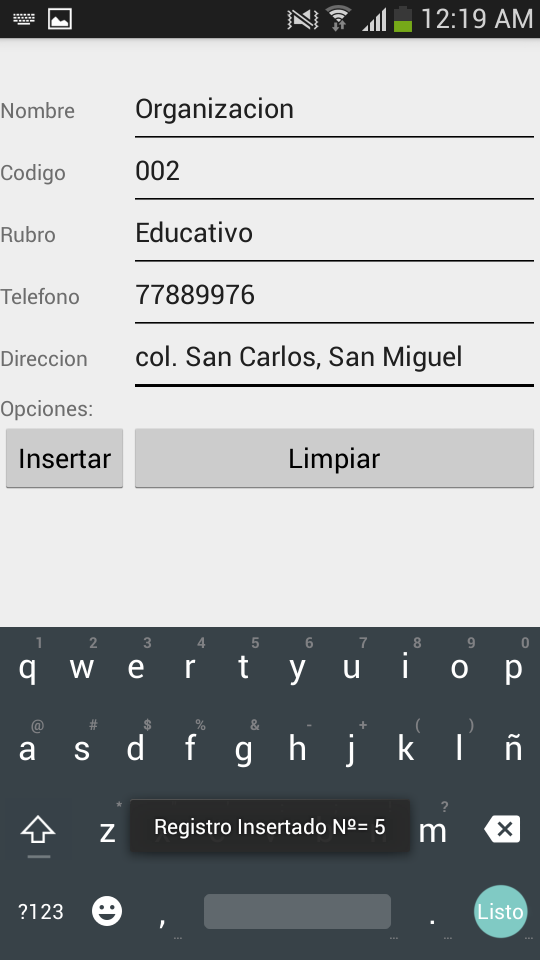 12:19 AM
Nombre Organizacion
Codigo 002
Rubro Educativo
Telefono 77889976
Direccion col. San Carlos, San Miguel
Opciones:
Insertar Limpiar
1 2 3 4 5 6 7 8 9 0
q w e r t y u i o p
@ # $ % & - + ( )
a s d f g h j k l ñ
* ?
z Registro Insertado Nº= 5 m
?123 , . Listo